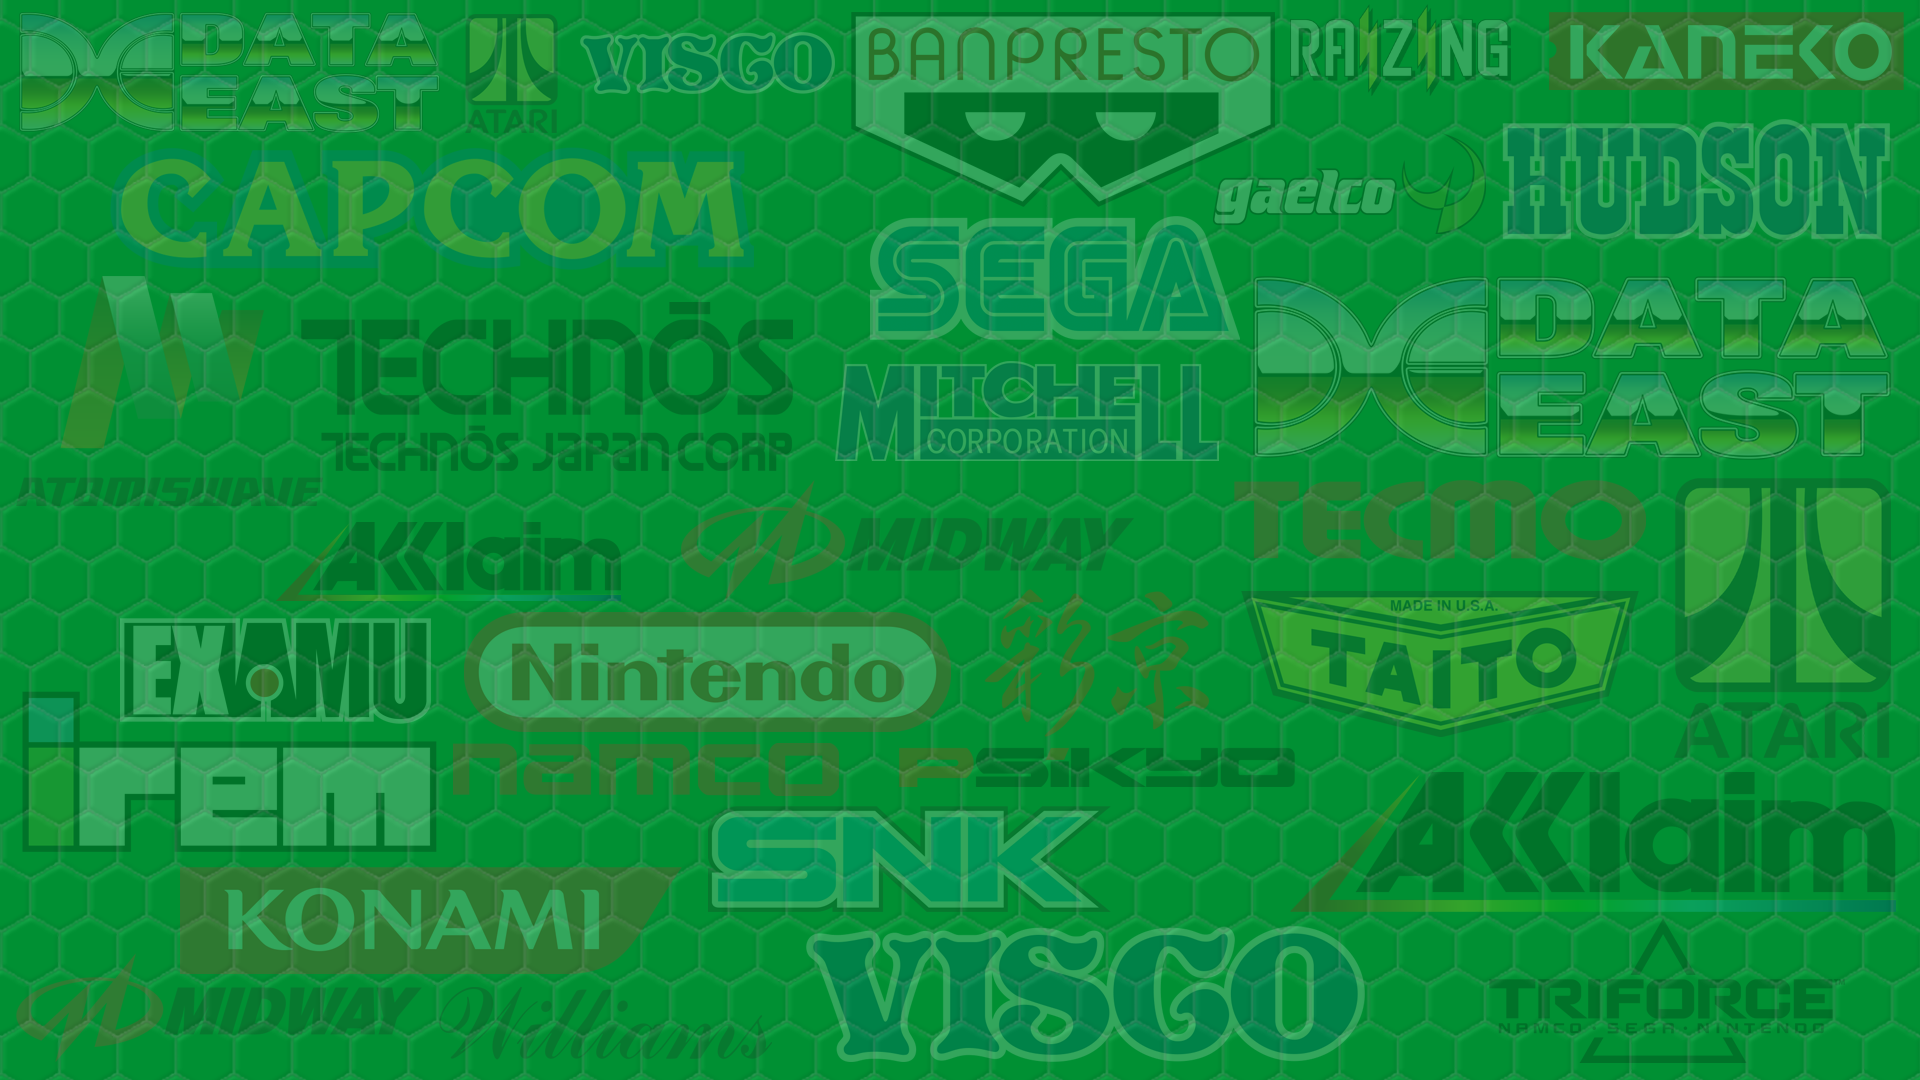 DATA
EAST
ATARI
VISCO
BANPRESTO
RAIZING
KANEKO
CAPCOM
gaelco
HUDSON
SEGA
DATA
EAST
TECHNŌS
TECHNŌS JAPAN CORP
MITCHELL
CORPORATION
ATOMISWAVE
TECMO
AKKlaim
MIDWAY
ATARI
MADE IN U.S.A.
TAITO
EXAMU
Nintendo
彩京
irem
namco
PSIKYO
AKKlaim
SNK
KONAMI
VISCO
MIDWAY
Williams
TRIFORCE
NAMCO · SEGA · NINTENDO